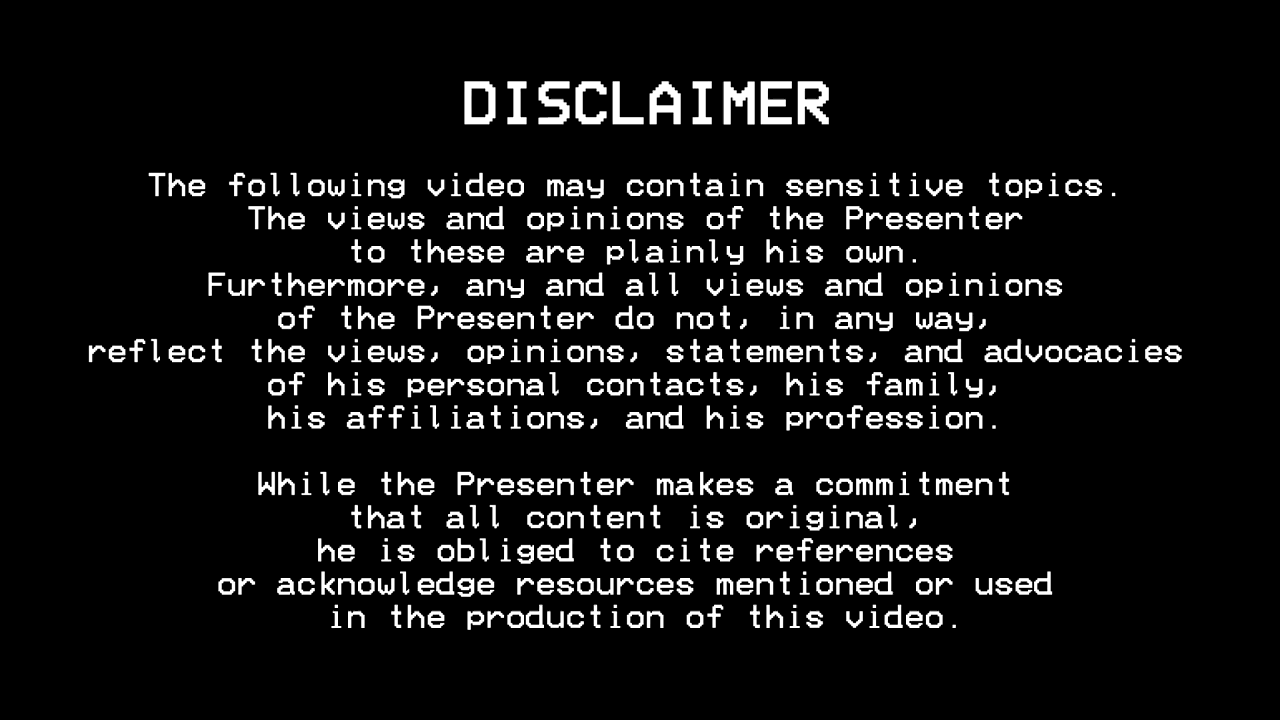 DISCLAIMER
The following video may contain sensitive topics.
The views and opinions of the Presenter
to these are plainly his own.
Furthermore, any and all views and opinions
of the Presenter do not, in any way,
reflect the views, opinions, statements, and advocacies
of his personal contacts, his family,
his affiliations, and his profession.
While the Presenter makes a commitment
that all content is original,
he is obliged to cite references
or acknowledge resources mentioned or used
in the production of this video.